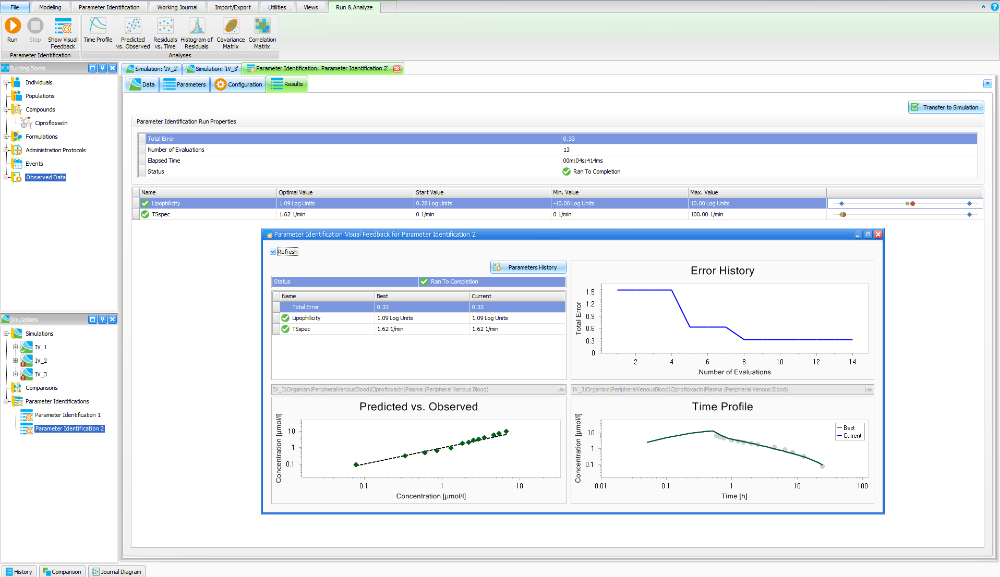 File Modeling Parameter Identification Working Journal Import/Export Utilities Views Run & Analyze
Run Stop Show Visual Feedback Time Profile Predicted vs. Observed Residuals vs. Time Histogram of Residuals Covariance Matrix Correlation Matrix
Parameter Identification Analyses
Building Blocks
Individuals
Populations
Compounds
Ciprofloxacin
Formulations
Administration Protocols
Events
Observed Data
Simulations
Simulations
IV_1
IV_2
IV_3
Comparisons
Parameter Identifications
Parameter Identification 1
Parameter Identification 2
Simulation: 'IV_2' Simulation: 'IV_3' Parameter Identification: 'Parameter Identification 2'
Data Parameters Configuration Results
Transfer to Simulation
Parameter Identification Run Properties
Total Error 0.33
Number of Evaluations 13
Elapsed Time 00m:04s:414ms
Status Ran To Completion
Name Optimal Value Start Value Min. Value Max. Value
Lipophilicity 1.09 Log Units 0.28 Log Units -10.00 Log Units 10.00 Log Units
TSspec 1.62 1/min 0 1/min 0 1/min 100.00 1/min
Parameter Identification Visual Feedback for Parameter Identification 2
Refresh
Parameters History
Status Ran To Completion
Name Best Current
Total Error 0.33 0.33
Lipophilicity 1.09 Log Units 1.09 Log Units
TSspec 1.62 1/min 1.62 1/min
Error History
Total Error
1.5
1.2
0.9
0.6
0.3
0
2 4 6 8 10 12 14
Number of Evaluations
IV_3|Organism|PeripheralVenousBlood|Ciprofloxacin|Plasma (Peripheral Venous Blood)
Predicted vs. Observed
Concentration [µmol/l]
10
1
0.1
0.1 1 10
Concentration [µmol/l]
IV_3|Organism|PeripheralVenousBlood|Ciprofloxacin|Plasma (Peripheral Venous Blood)
Time Profile
Best
Current
Concentration [µmol/l]
10
1
0.1
0.01 0.1 1 10 100
Time [h]
History Comparison Journal Diagram